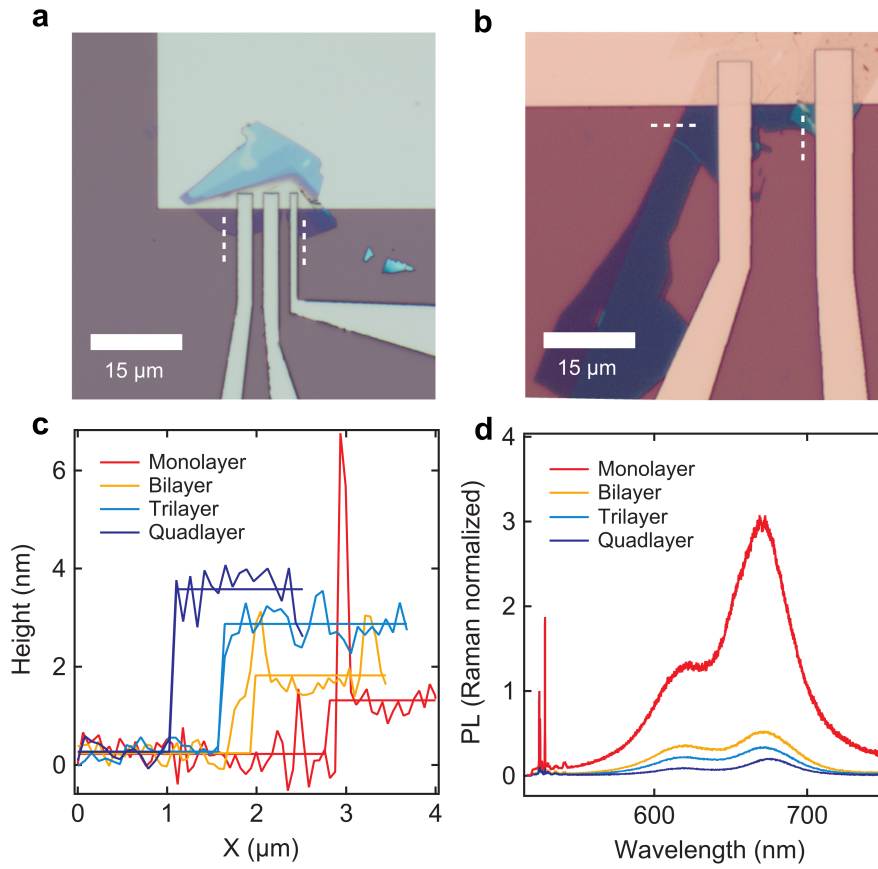 a
15 µm
b
15 µm
c
Monolayer
Bilayer
Trilayer
Quadlayer
Height (nm)
6
4
2
0
0 1 2 3 4
X (µm)
d
Monolayer
Bilayer
Trilayer
Quadlayer
PL (Raman normalized)
4
3
2
1
0
600 700
Wavelength (nm)